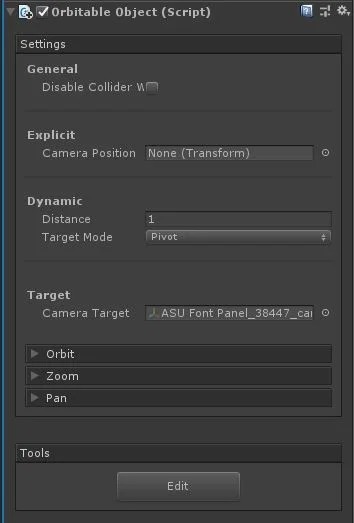 Orbitable Object (Script)
Settings
General
Disable Collider W
Explicit
Camera Position None (Transform)
Dynamic
Distance 1
Target Mode Pivot
Target
Camera Target ASU Font Panel_38447_cam
Orbit
Zoom
Pan
Tools
Edit